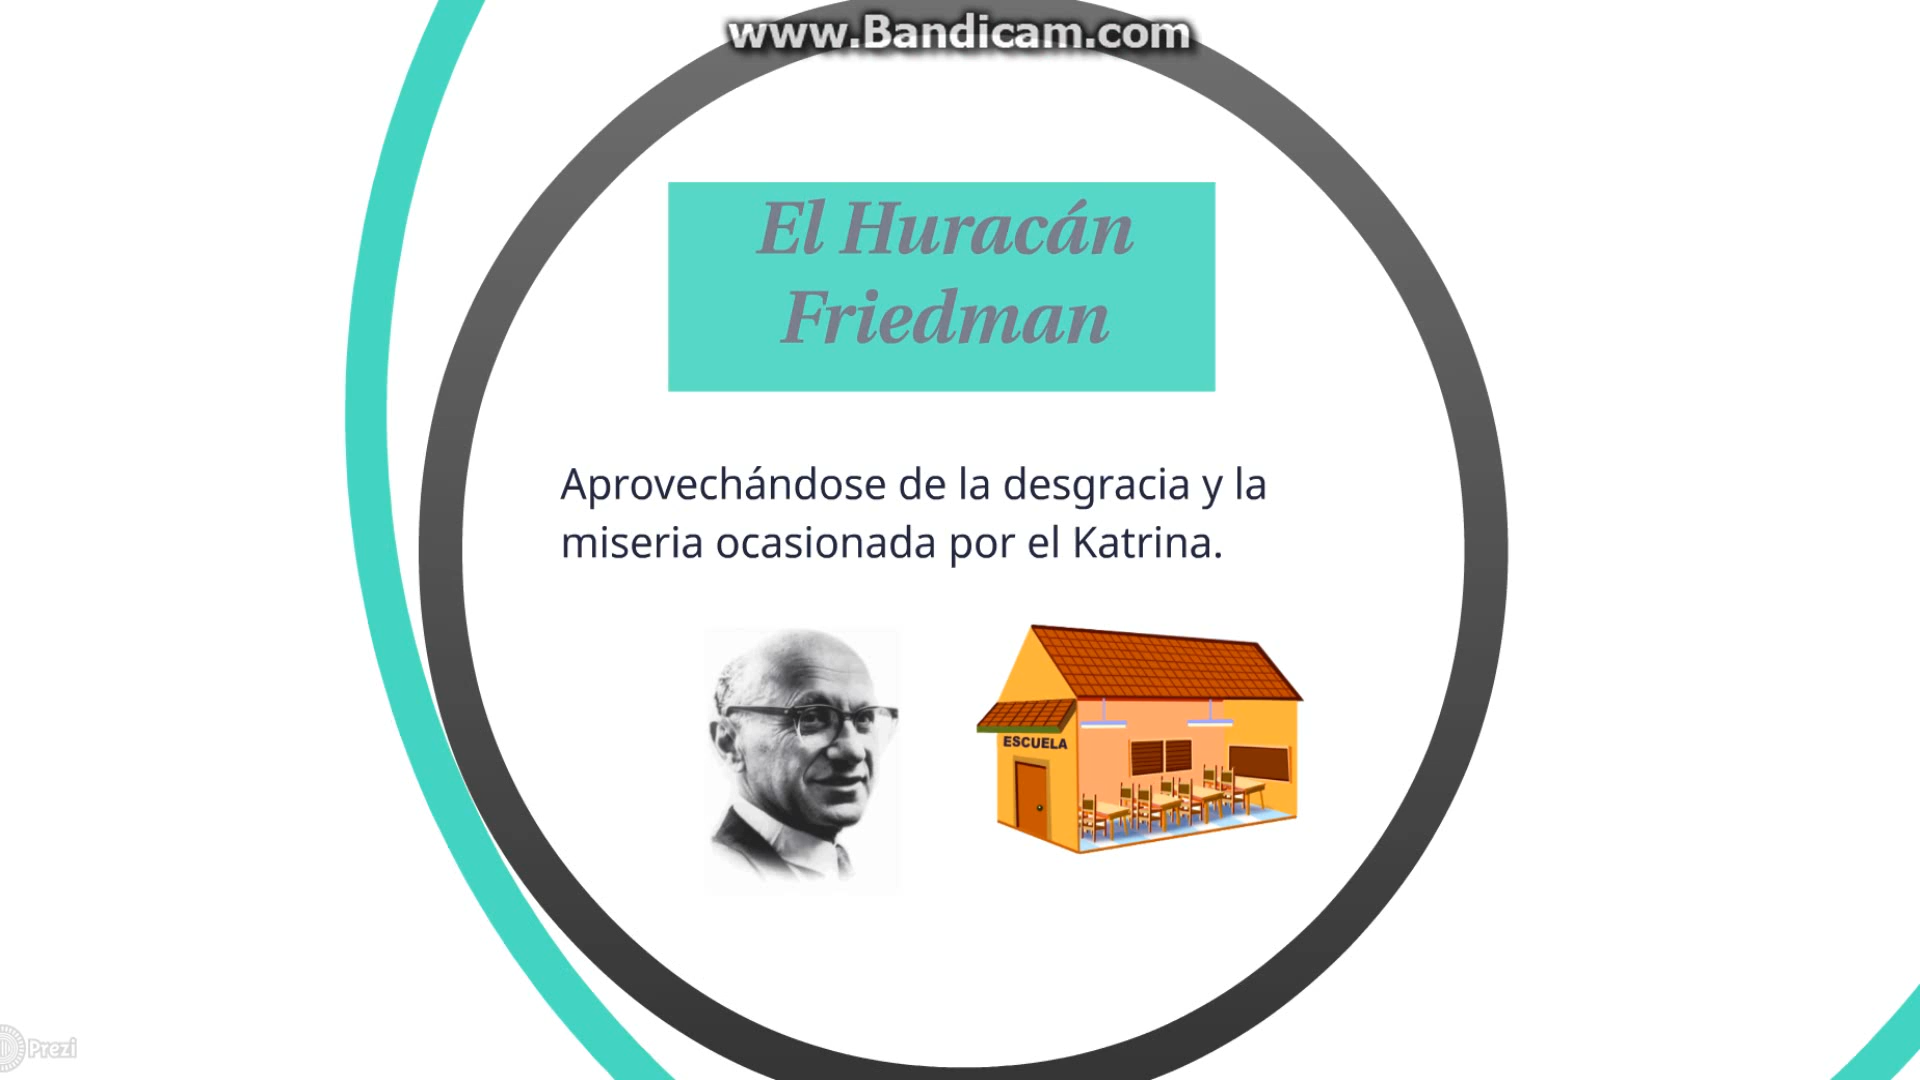 www.Bandicam.com
El Huracán
Friedman
Aprovechándose de la desgracia y la
miseria ocasionada por el Katrina.
ESCUELA
Prezi